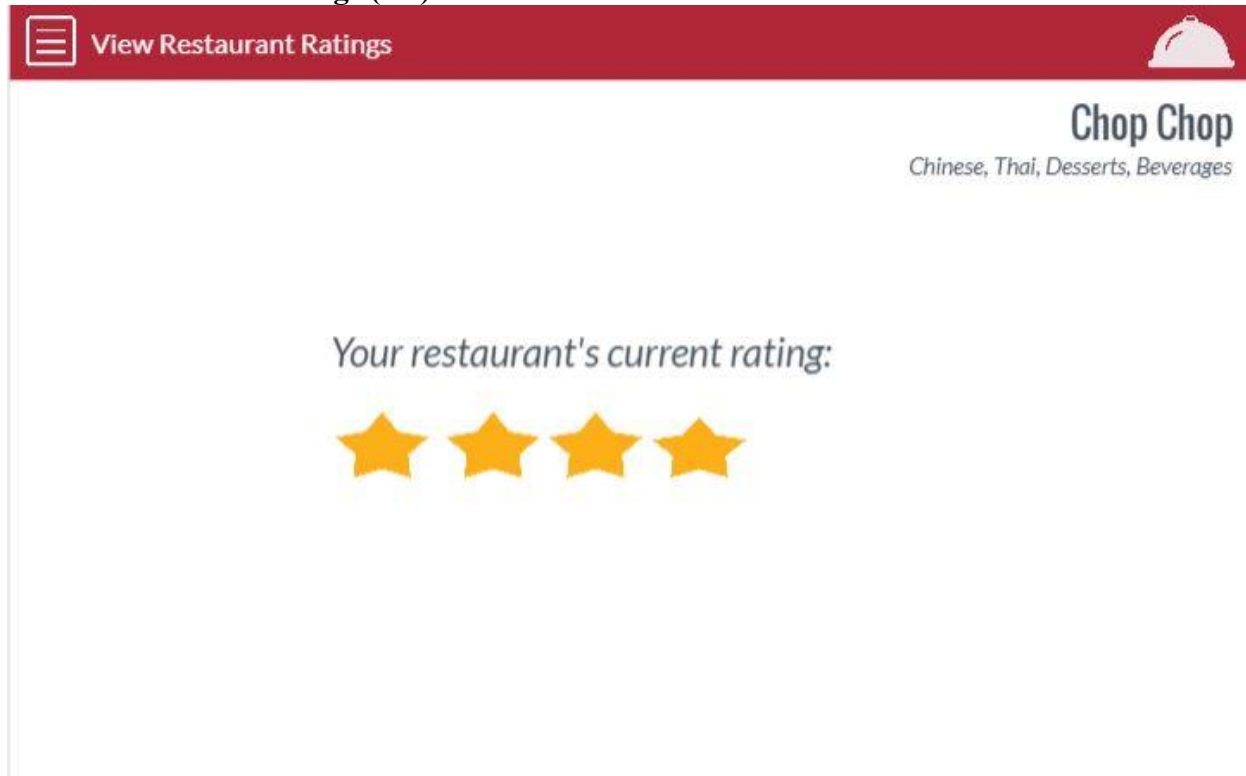 View Restaurant Ratings
Chop Chop
Chinese, Thai, Desserts, Beverages
Your restaurant's current rating: